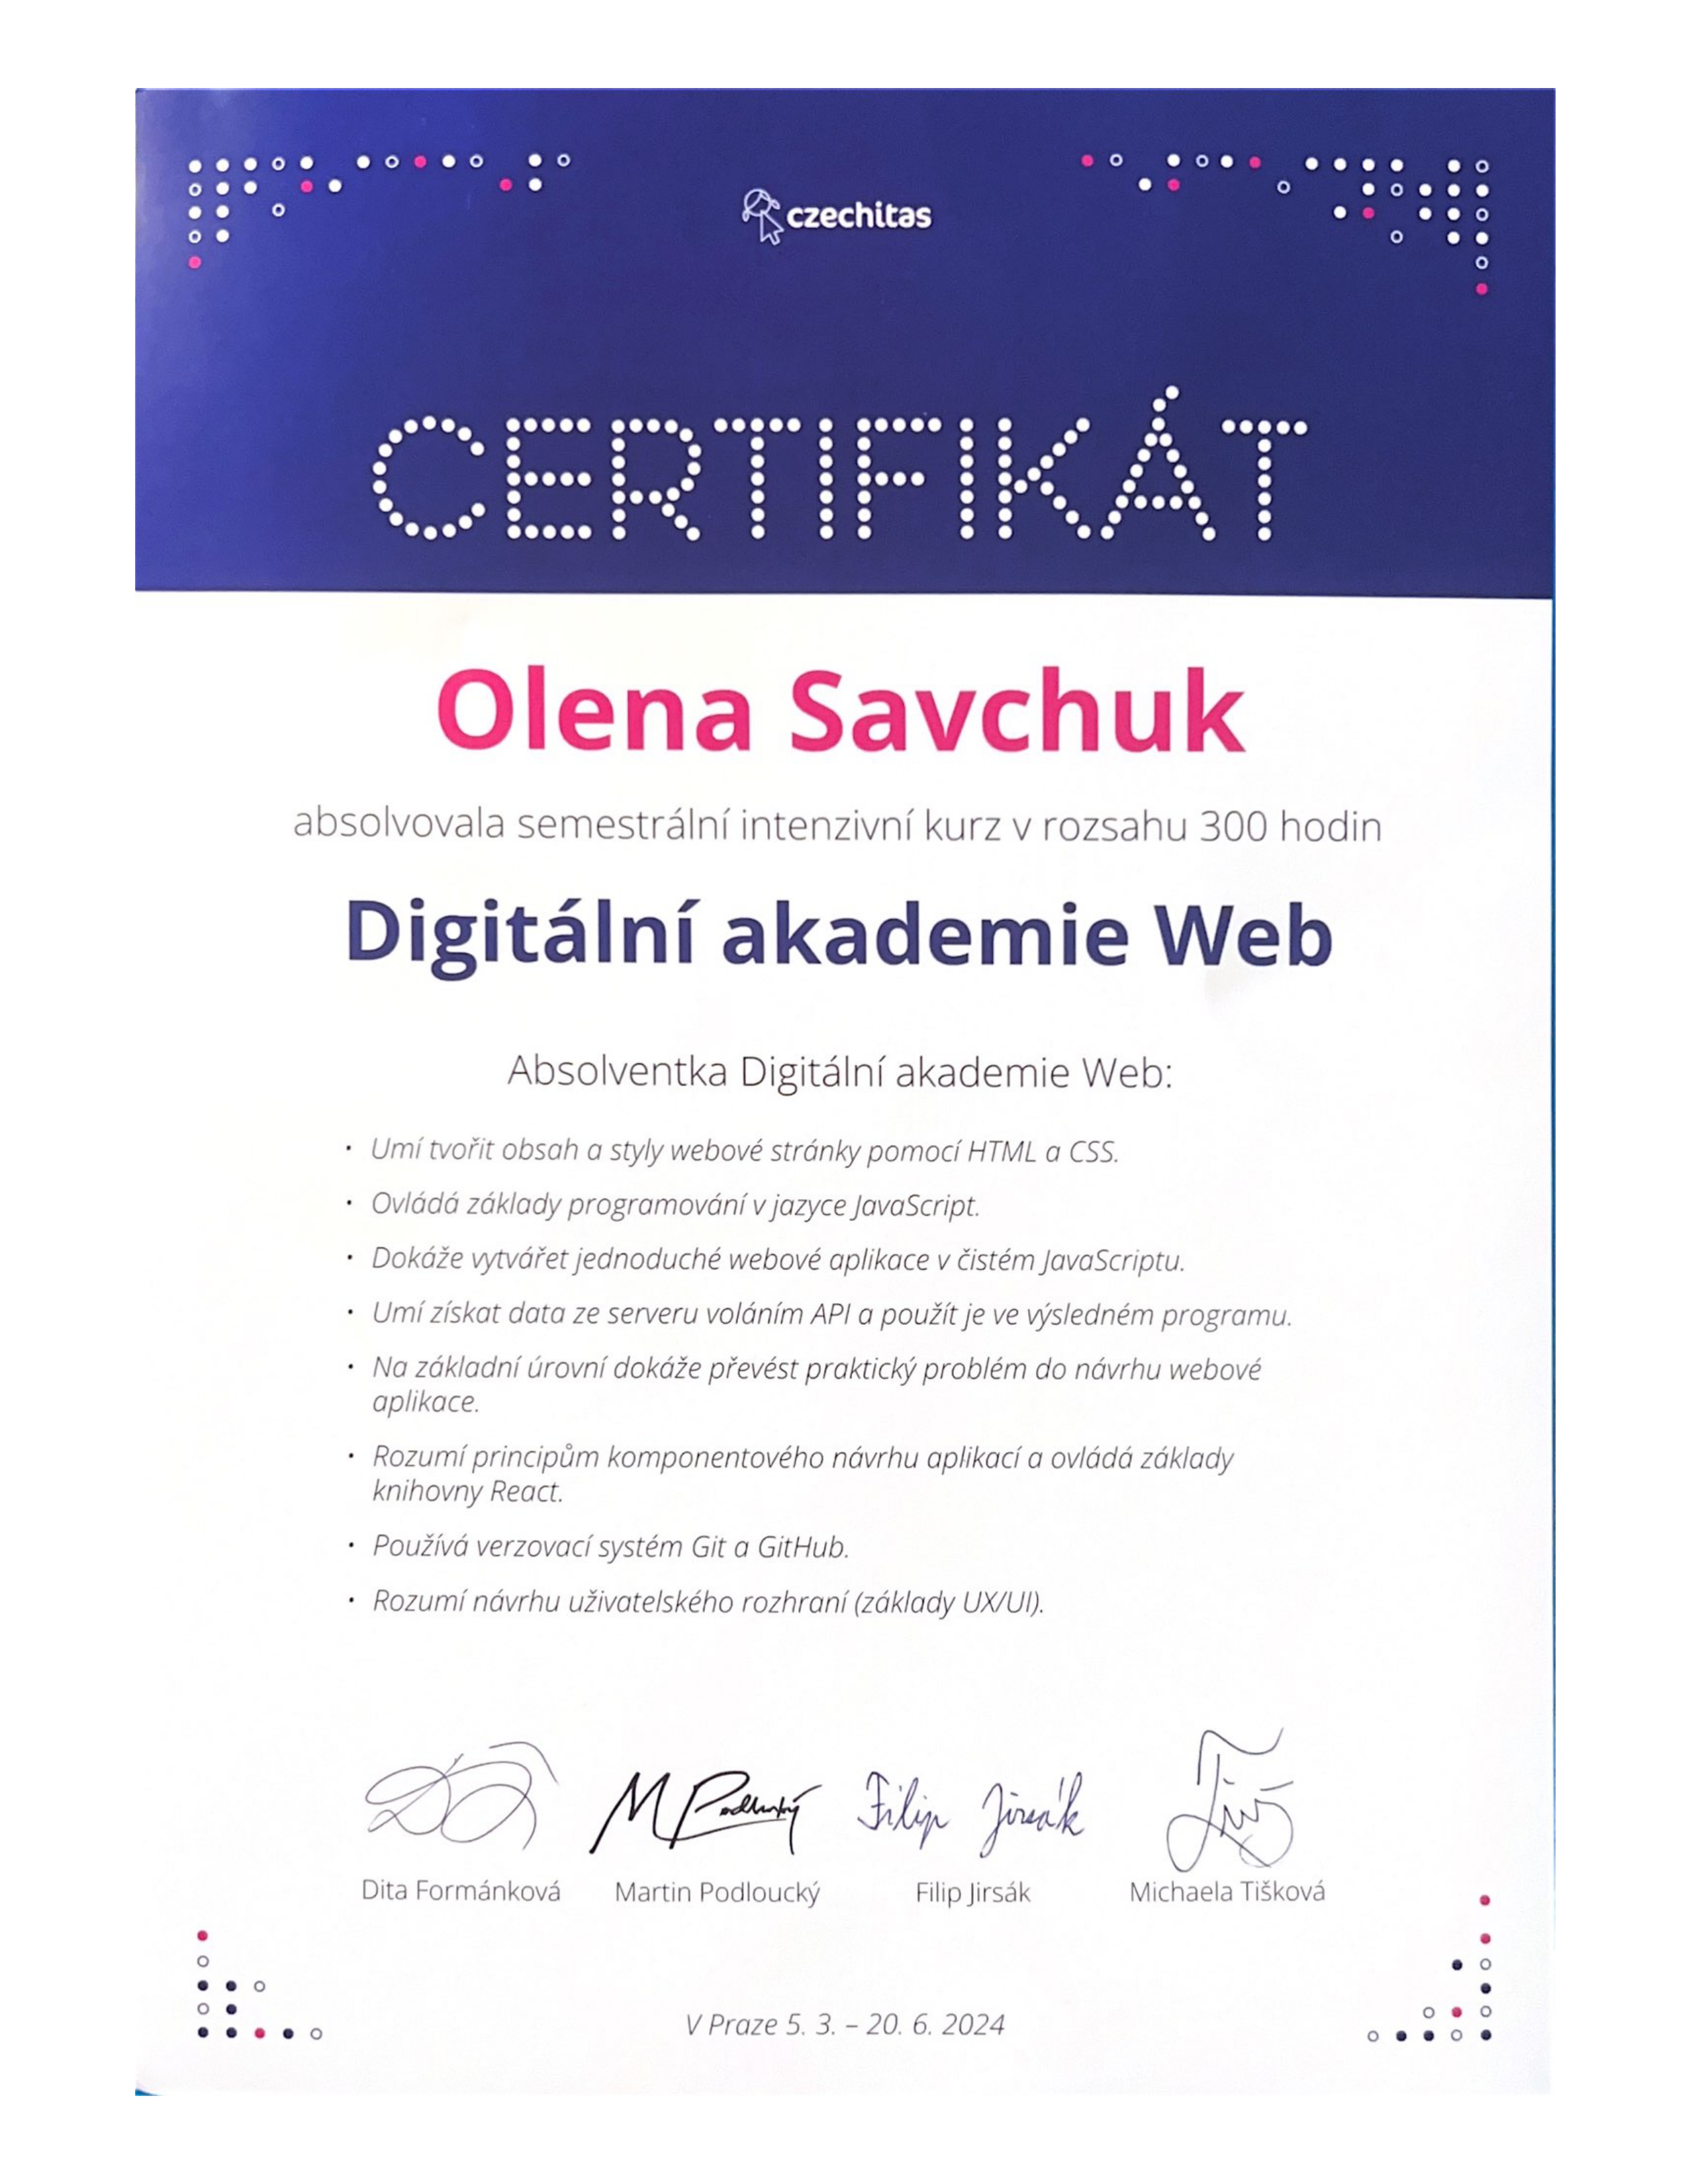 czechitas
CERTIFIKÁT
Olena Savchuk
absolvovala semestrální intenzivní kurz v rozsahu 300 hodin
Digitální akademie Web
Absolventka Digitální akademie Web:
• Umí tvořit obsah a styly webové stránky pomocí HTML a CSS.
• Ovládá základy programování v jazyce JavaScript.
• Dokáže vytvářet jednoduché webové aplikace v čistém JavaScriptu.
• Umí získat data ze serveru voláním API a použít je ve výsledném programu.
• Na základní úrovní dokáže převést praktický problém do návrhu webové
aplikace.
• Rozumí principům komponentového návrhu aplikací a ovládá základy
knihovny React.
• Používá verzovací systém Git a GitHub.
• Rozumí návrhu uživatelského rozhraní (základy UX/UI).
M Podloucký Filip Jirsák
Dita Formánková Martin Podloucký Filip Jirsák Michaela Tišková
V Praze 5. 3. – 20. 6. 2024